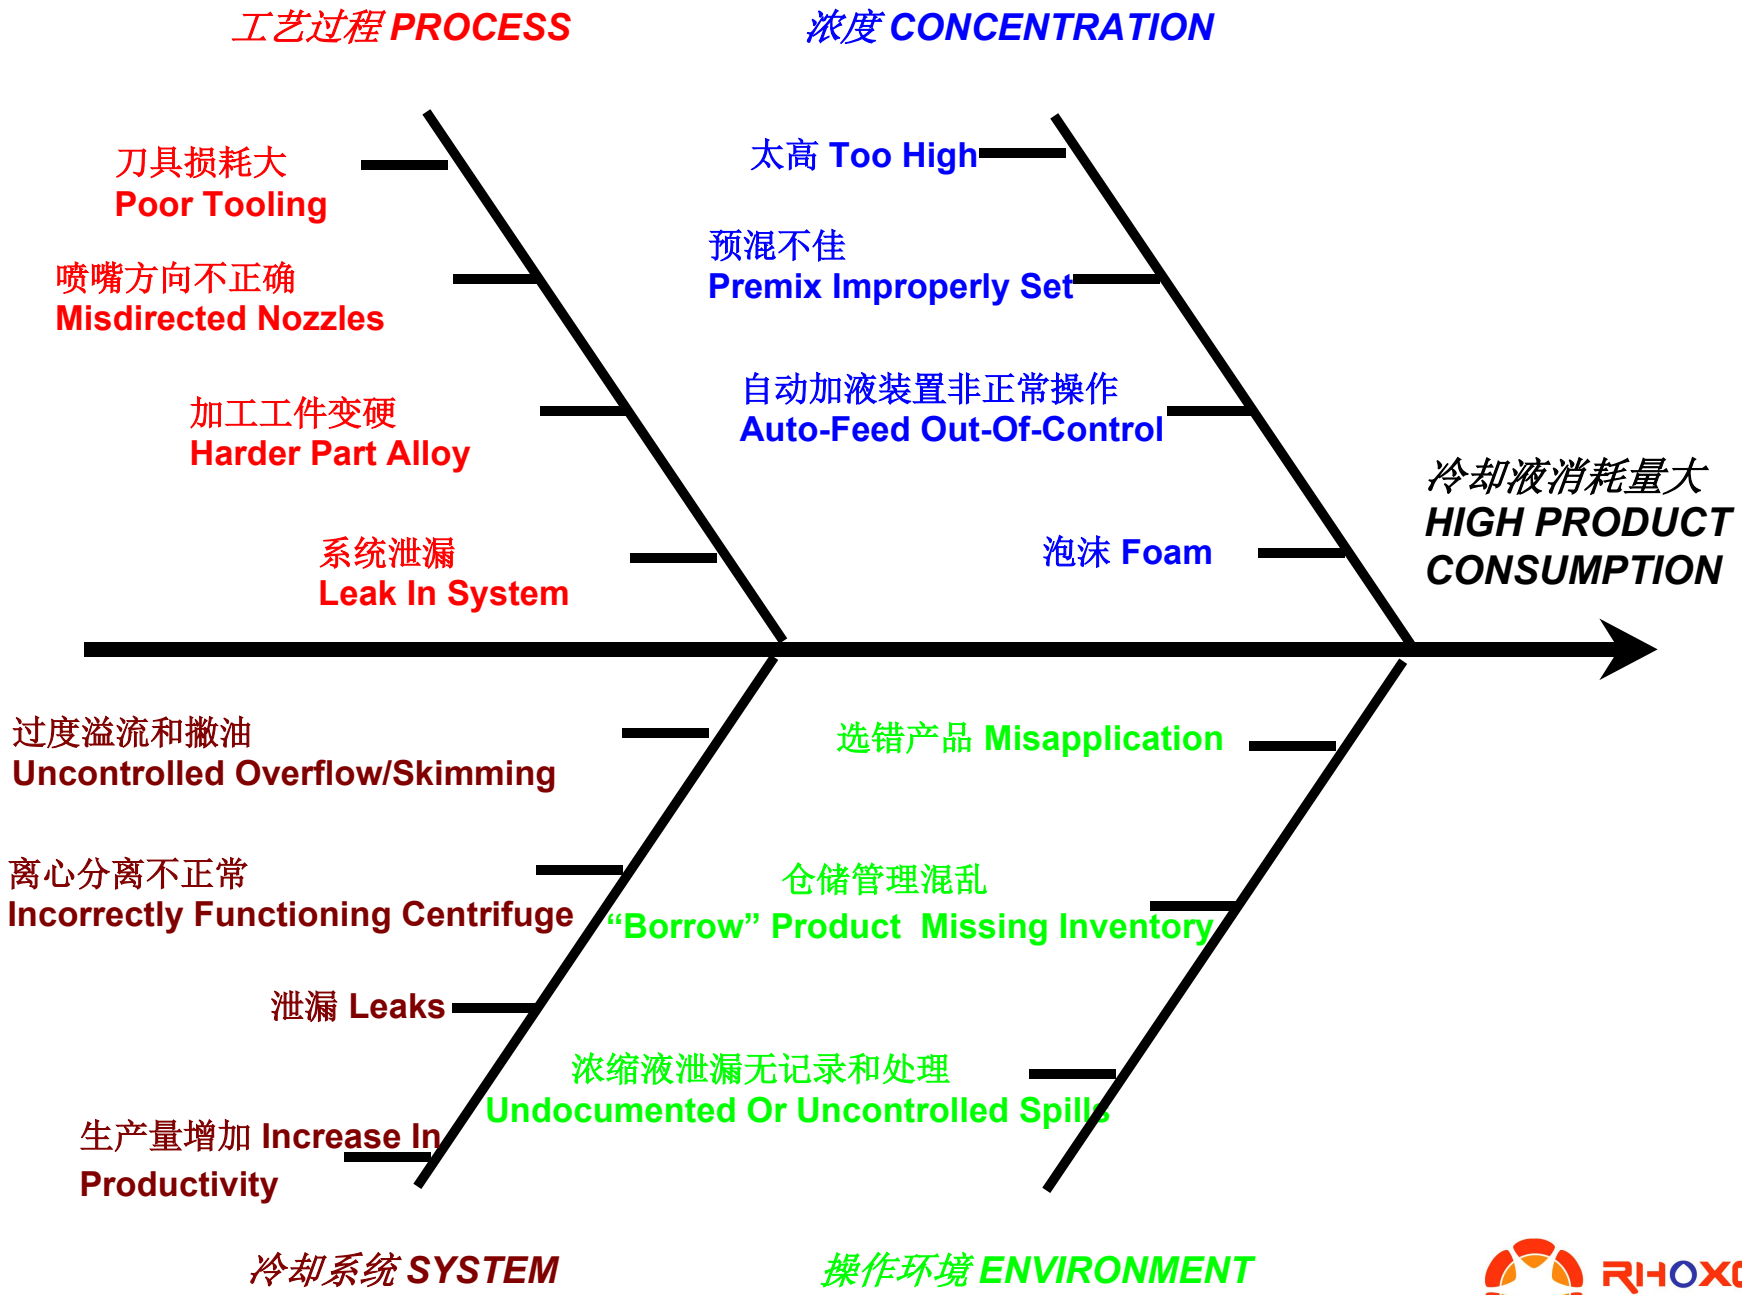 工艺过程 PROCESS
浓度 CONCENTRATION
刀具损耗大
Poor Tooling
喷嘴方向不正确
Misdirected Nozzles
加工工件变硬
Harder Part Alloy
系统泄漏
Leak In System
太高 Too High
预混不佳
Premix Improperly Set
自动加液装置非正常操作
Auto-Feed Out-Of-Control
泡沫 Foam
冷却液消耗量大
HIGH PRODUCT
CONSUMPTION
过度溢流和撇油
Uncontrolled Overflow/Skimming
离心分离不正常
Incorrectly Functioning Centrifuge
泄漏 Leaks
生产量增加 Increase In
Productivity
选错产品 Misapplication
仓储管理混乱
“Borrow” Product  Missing Inventory
浓缩液泄漏无记录和处理
Undocumented Or Uncontrolled Spills
冷却系统 SYSTEM
操作环境 ENVIRONMENT